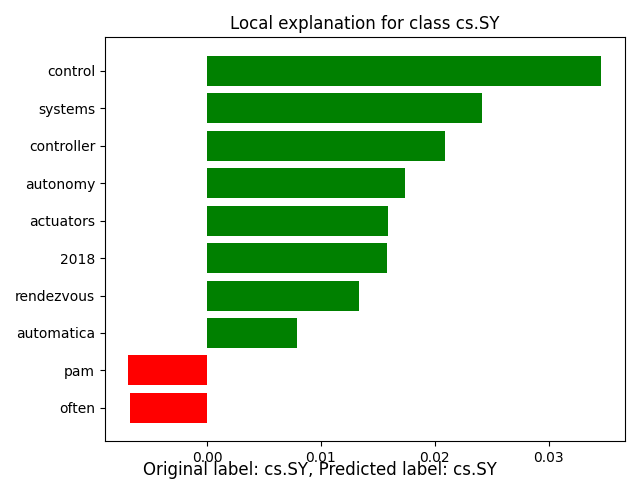 Local explanation for class cs.SY
control
systems
controller
autonomy
actuators
2018
rendezvous
automatica
pam
often
0.00 0.01 0.02 0.03
Original label: cs.SY, Predicted label: cs.SY